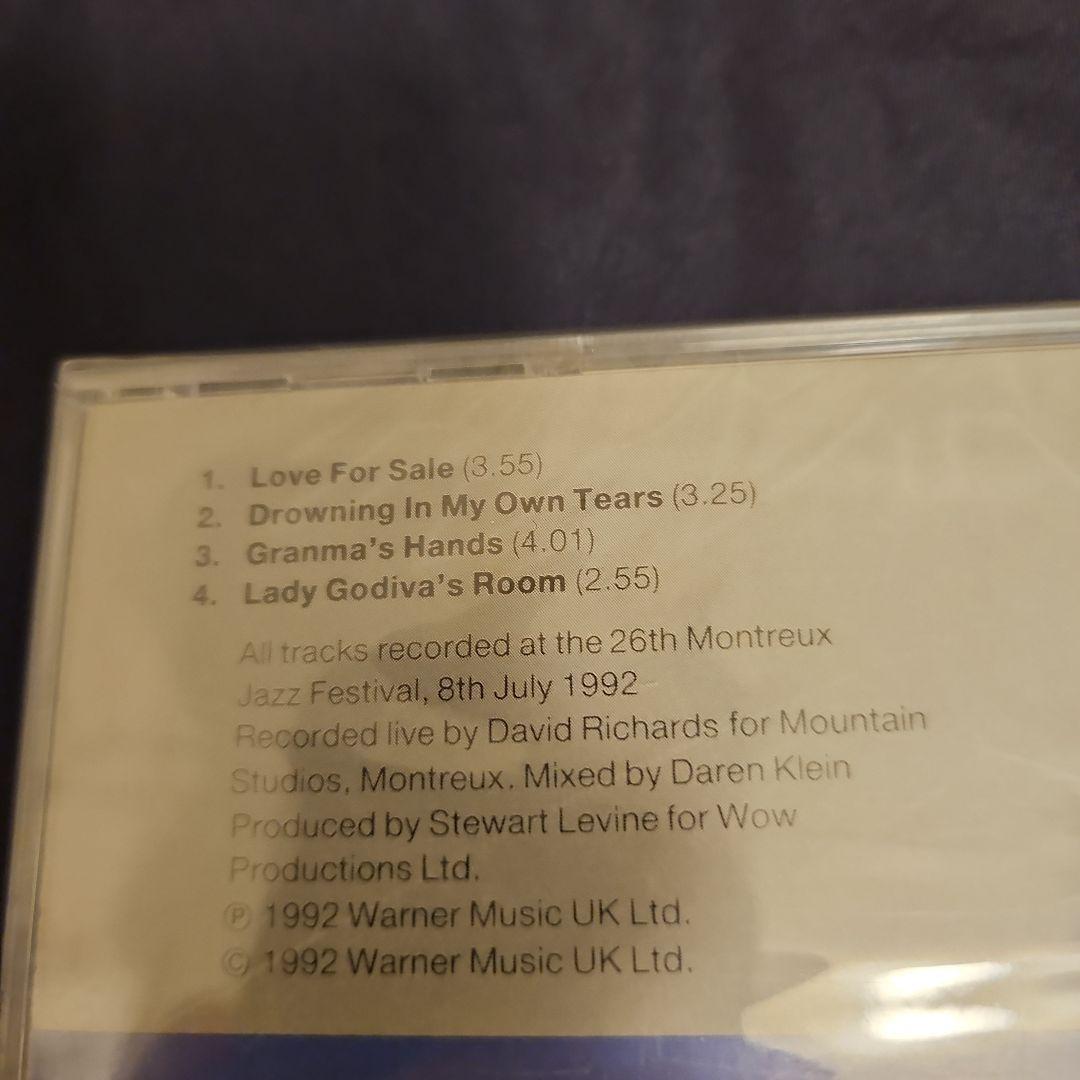 1. Love For Sale (3.55)
2. Drowning In My Own Tears (3.25)
3. Granma's Hands (4.01)
4. Lady Godiva's Room (2.55)
All tracks recorded at the 26th Montreux
Jazz Festival, 8th July 1992
Recorded live by David Richards for Mountain
Studios, Montreux. Mixed by Daren Klein
Produced by Stewart Levine for Wow
Productions Ltd.
℗ 1992 Warner Music UK Ltd.
© 1992 Warner Music UK Ltd.